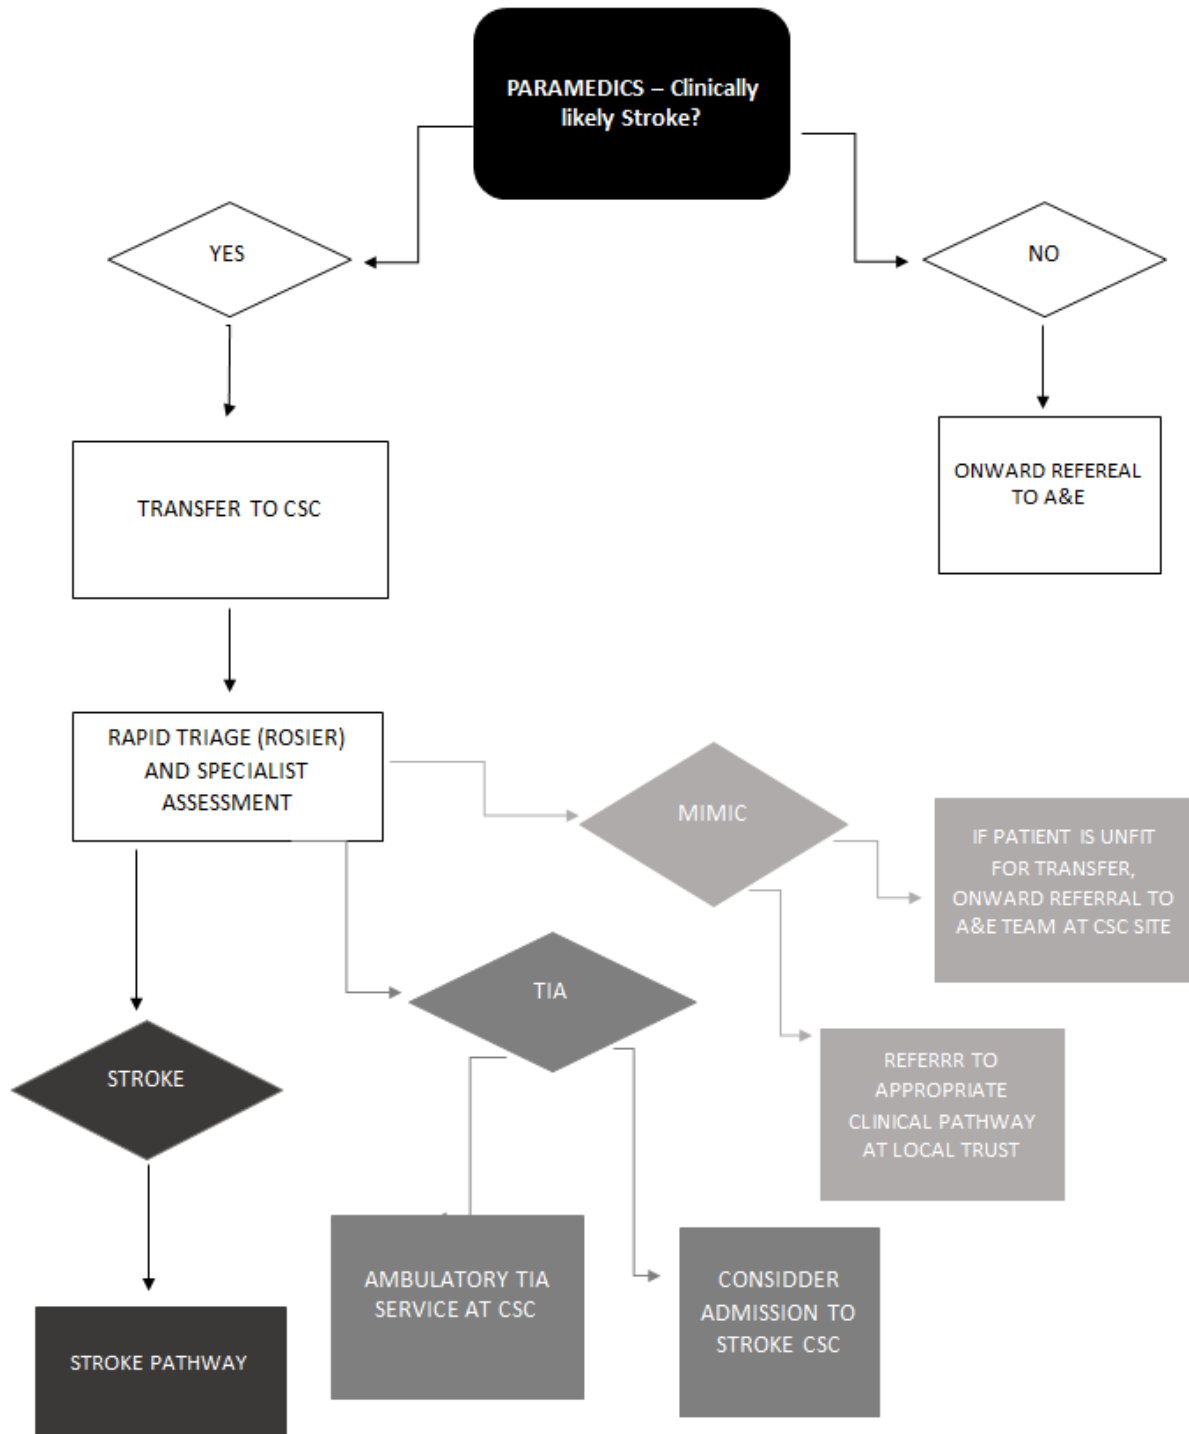 PARAMEDICS – Clinically
likely Stroke?
YES
NO
TRANSFER TO CSC
ONWARD REFEREAL
TO A&E
RAPID TRIAGE (ROSIER)
AND SPECIALIST
ASSESSMENT
MIMIC
IF PATIENT IS UNFIT
FOR TRANSFER,
ONWARD REFERRAL TO
A&E TEAM AT CSC SITE
TIA
STROKE
REFERRR TO
APPROPRIATE
CLINICAL PATHWAY
AT LOCAL TRUST
AMBULATORY TIA
SERVICE AT CSC
CONSIDDER
ADMISSION TO
STROKE CSC
STROKE PATHWAY